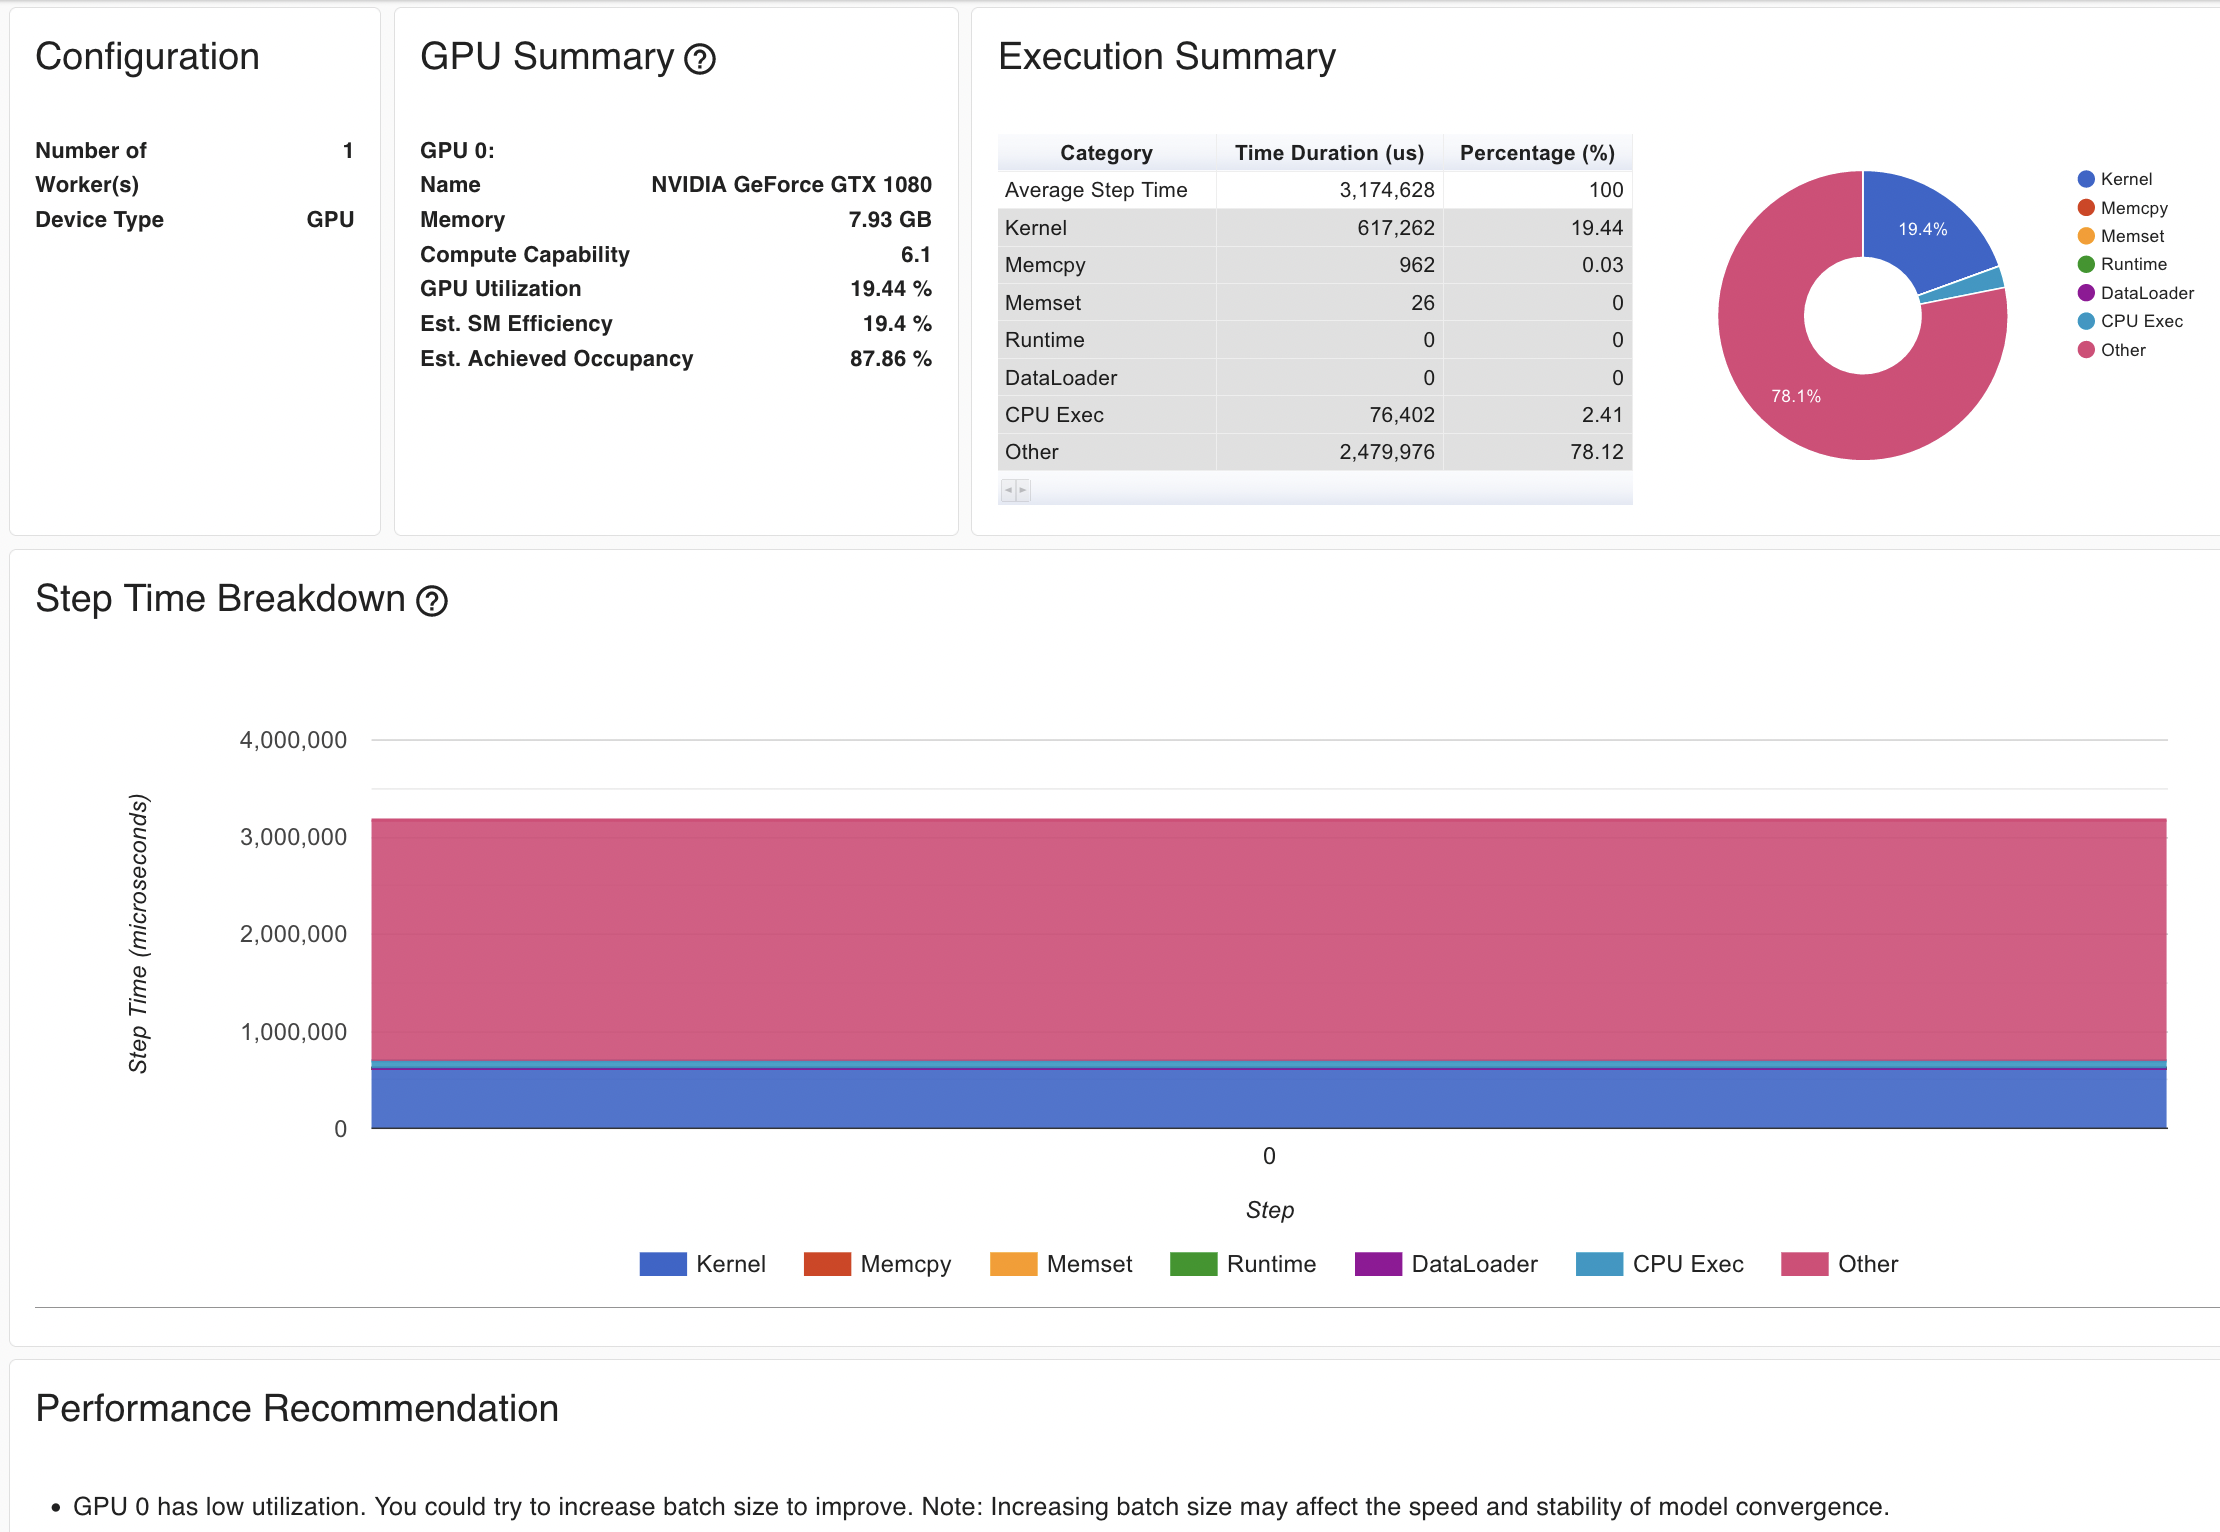 Configuration
Number of Worker(s) 1
Device Type GPU
GPU Summary ?
GPU 0:
Name NVIDIA GeForce GTX 1080
Memory 7.93 GB
Compute Capability 6.1
GPU Utilization 19.44 %
Est. SM Efficiency 19.4 %
Est. Achieved Occupancy 87.86 %
Execution Summary
Category Time Duration (us) Percentage (%)
Average Step Time 3,174,628 100
Kernel 617,262 19.44
Memcpy 962 0.03
Memset 26 0
Runtime 0 0
DataLoader 0 0
CPU Exec 76,402 2.41
Other 2,479,976 78.12
19.4%
78.1%
Kernel
Memcpy
Memset
Runtime
DataLoader
CPU Exec
Other
Step Time Breakdown ?
Step Time (microseconds)
4,000,000
3,000,000
2,000,000
1,000,000
0
0
Step
Kernel Memcpy Memset Runtime DataLoader CPU Exec Other
Performance Recommendation
• GPU 0 has low utilization. You could try to increase batch size to improve. Note: Increasing batch size may affect the speed and stability of model convergence.